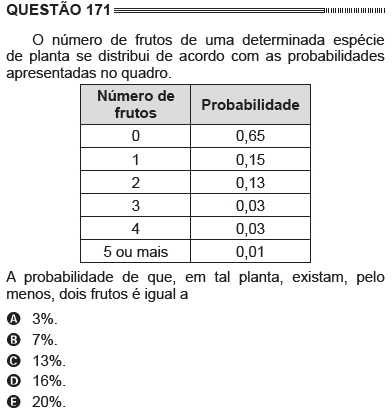 QUESTÃO 171
O número de frutos de uma determinada espécie
de planta se distribui de acordo com as probabilidades
apresentadas no quadro.
Número de frutos Probabilidade
0 0,65
1 0,15
2 0,13
3 0,03
4 0,03
5 ou mais 0,01
A probabilidade de que, em tal planta, existam, pelo
menos, dois frutos é igual a
A 3%.
B 7%.
C 13%.
D 16%.
E 20%.